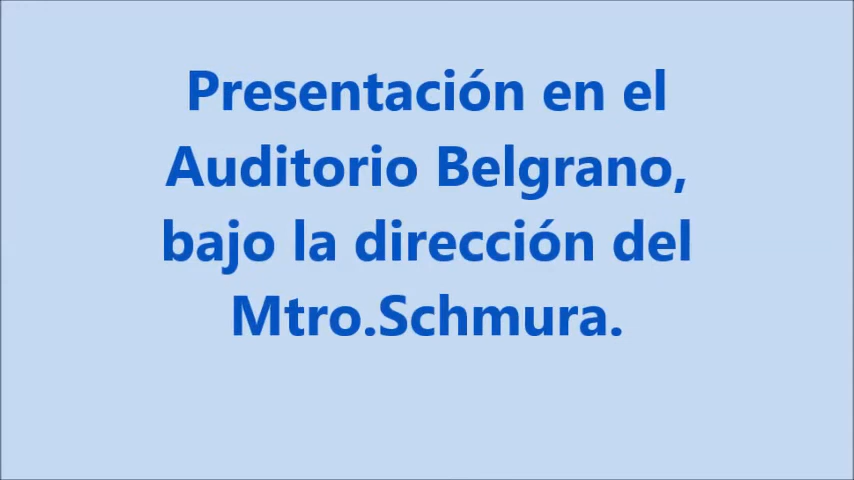 Presentación en el
Auditorio Belgrano,
bajo la dirección del
Mtro.Schmura.